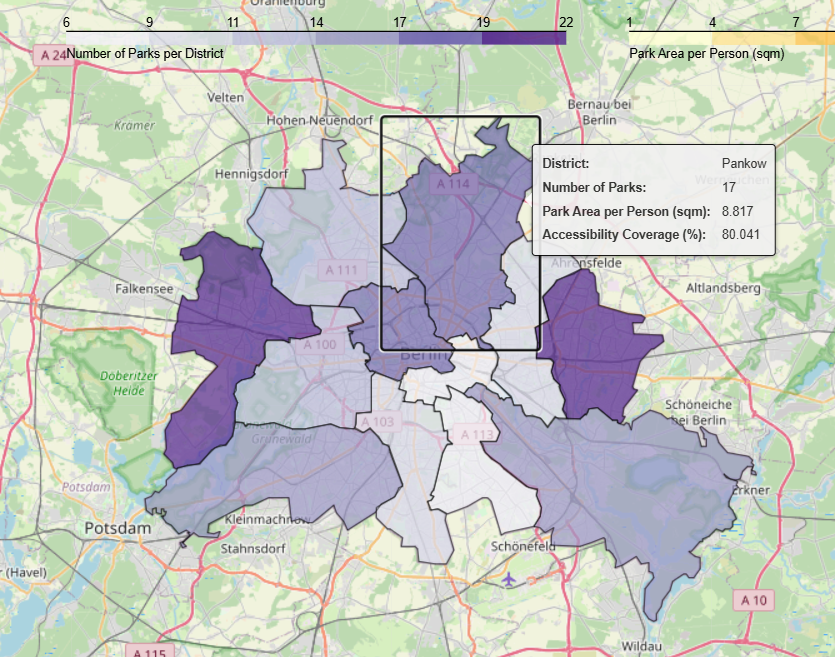 Oranienburg
6 9 11 14 17 19 22 1 4 7
A 24
Number of Parks per District
Park Area per Person (sqm)
Velten
Bernau bei
Berlin
Krämer
Hohen Neuendorf
District: Pankow
Hennigsdorf
A 114
Number of Parks: 17
Park Area per Person (sqm): 8.817
Accessibility Coverage (%): 80.041
Ahrensfelde
A 111
Falkensee
Altlandsberg
A 100
Berlin
Döberitzer
Heide
Schöneiche
bei Berlin
A 103
A 113
Grunewald
Potsdam
Erkner
Potsdam
Kleinmachnow
Stahnsdorf
Schönefeld
r (Havel)
A 10
A 115
Wildau